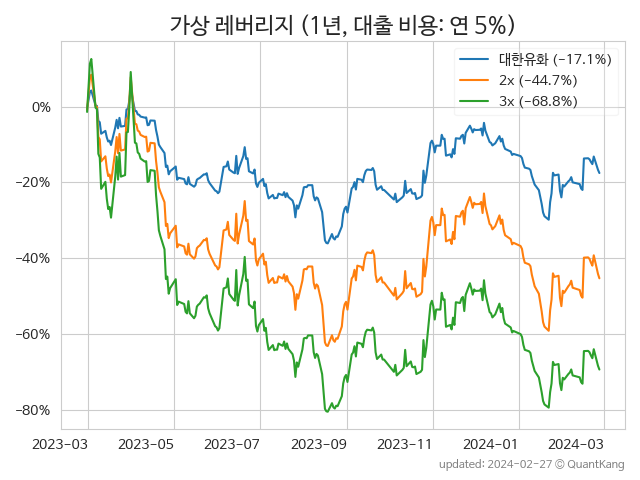 가상 레버리지 (1년, 대출 비용: 연 5%)
대한유화 (−17.1%)
2x (−44.7%)
3x (−68.8%)
0%
−20%
−40%
−60%
−80%
2023-03
2023-05
2023-07
2023-09
2023-11
2024-01
2024-03
updated: 2024-02-27 © QuantKang